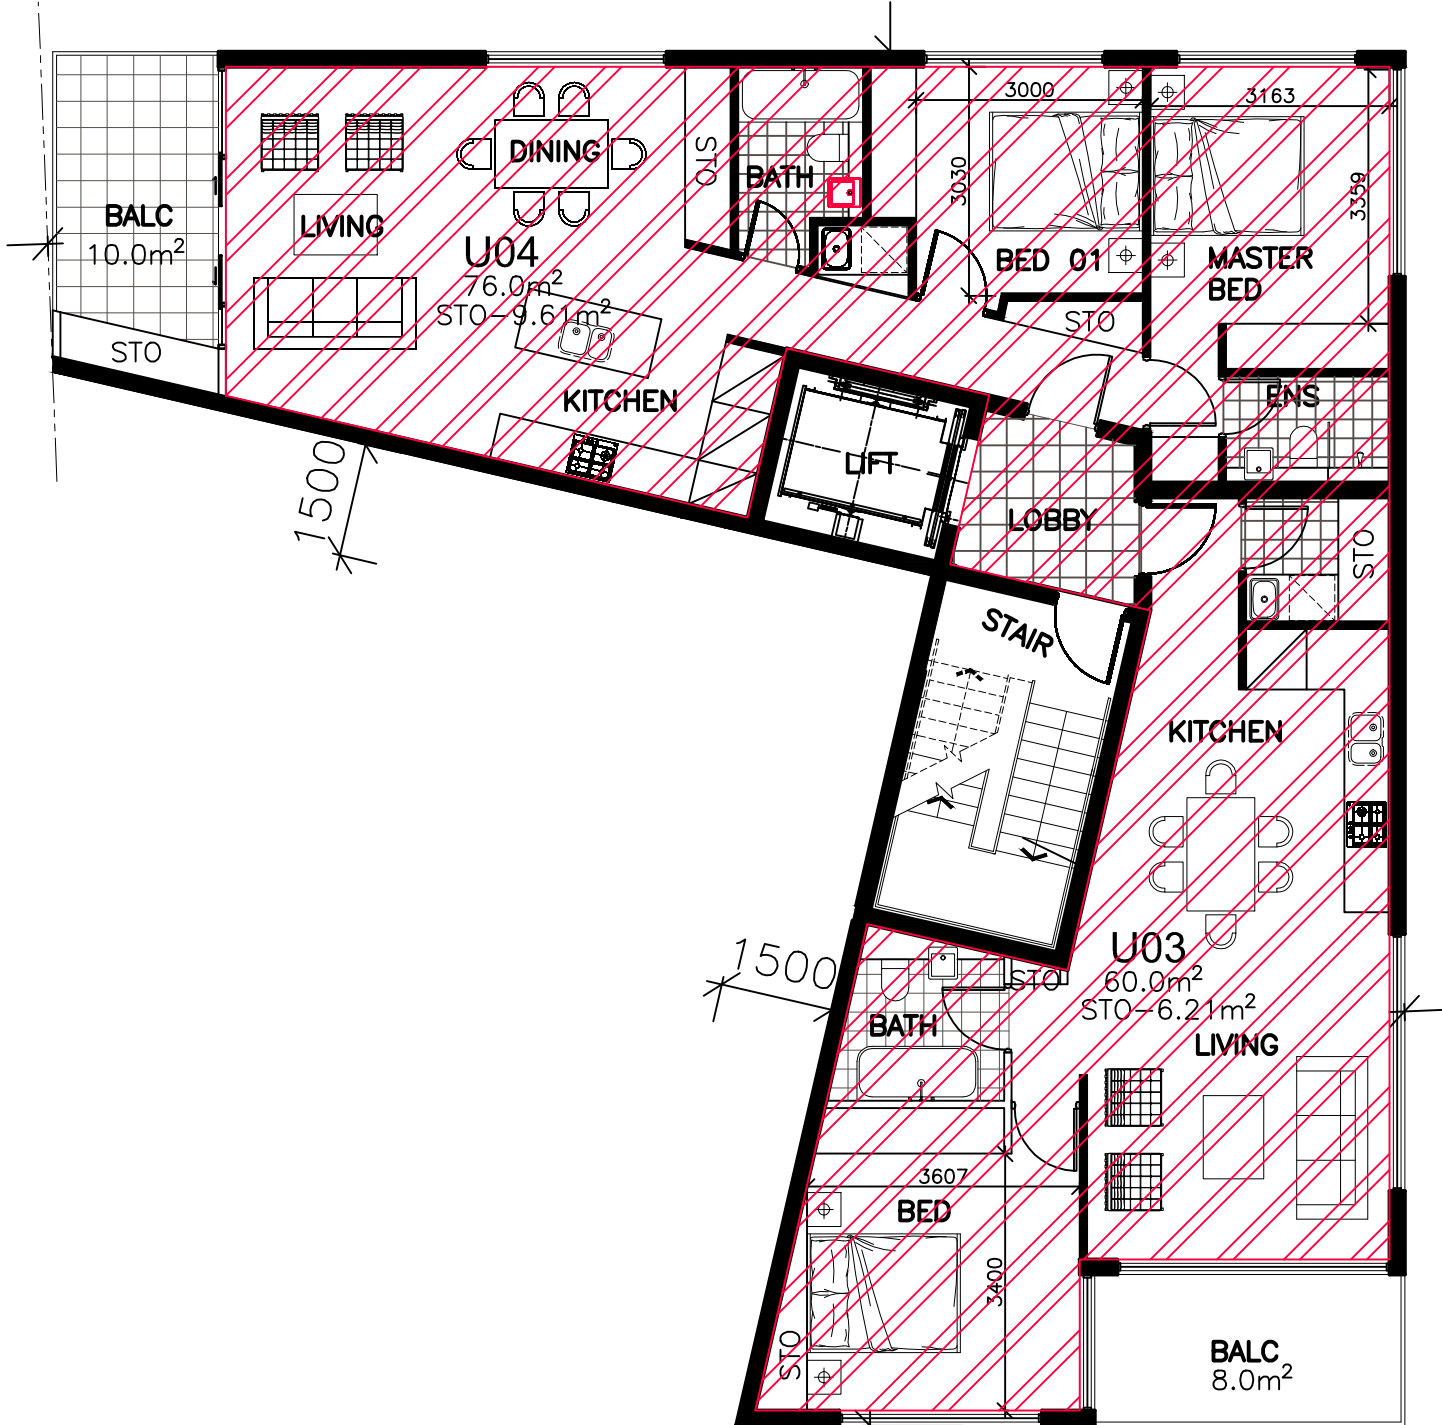 3000
3163
DINING
STO
BATH
3030
3359
BALC
10.0m²
LIVING
U04
76.0m²
STO-9.61m²
BED 01
MASTER
BED
STO
STO
KITCHEN
ENS
LIFT
1500
LOBBY
STO
STAIR
KITCHEN
U03
60.0m²
STO-6.21m²
1500
STO
BATH
LIVING
3607
BED
3400
STO
BALC
8.0m²